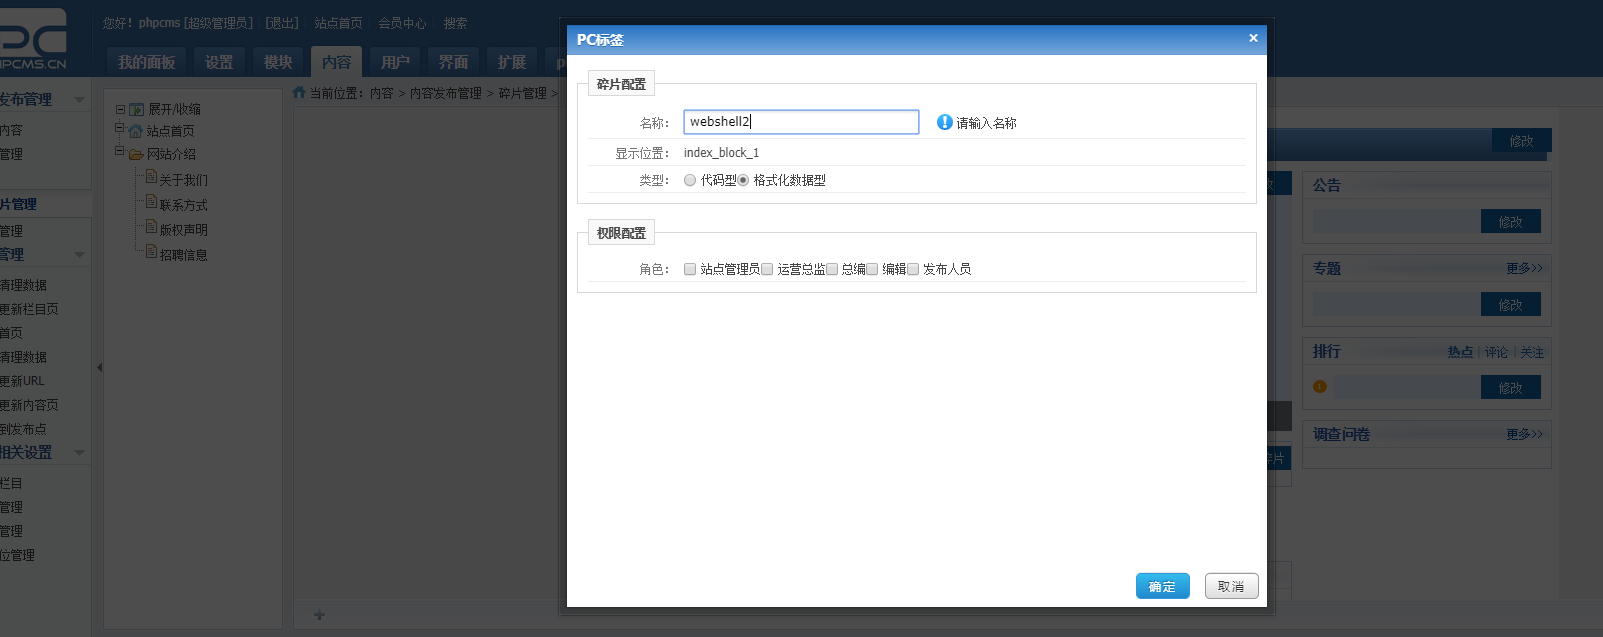 您好！phpcms [超级管理员] [退出] 站点首页 会员中心 搜索
PC
IPCMS.CN
我的面板 设置 模块 内容 用户 界面 扩展
当前位置：内容 > 内容发布管理 > 碎片管理 >
发布管理
内容
管理
片管理
管理
管理
清理数据
更新栏目页
首页
清理数据
更新URL
更新内容页
到发布点
相关设置
栏目
管理
管理
位管理
展开/收缩
站点首页
网站介绍
关于我们
联系方式
版权声明
招聘信息
PC标签 ×
碎片配置
名称： webshell2 请输入名称
显示位置： index_block_1
类型： 代码型 格式化数据型
权限配置
角色： 站点管理员 运营总监 总编 编辑 发布人员
确定 取消
修改
公告
修改
专题 更多>>
修改
排行 热点 | 评论 | 关注
1 修改
调查问卷 更多>>
片